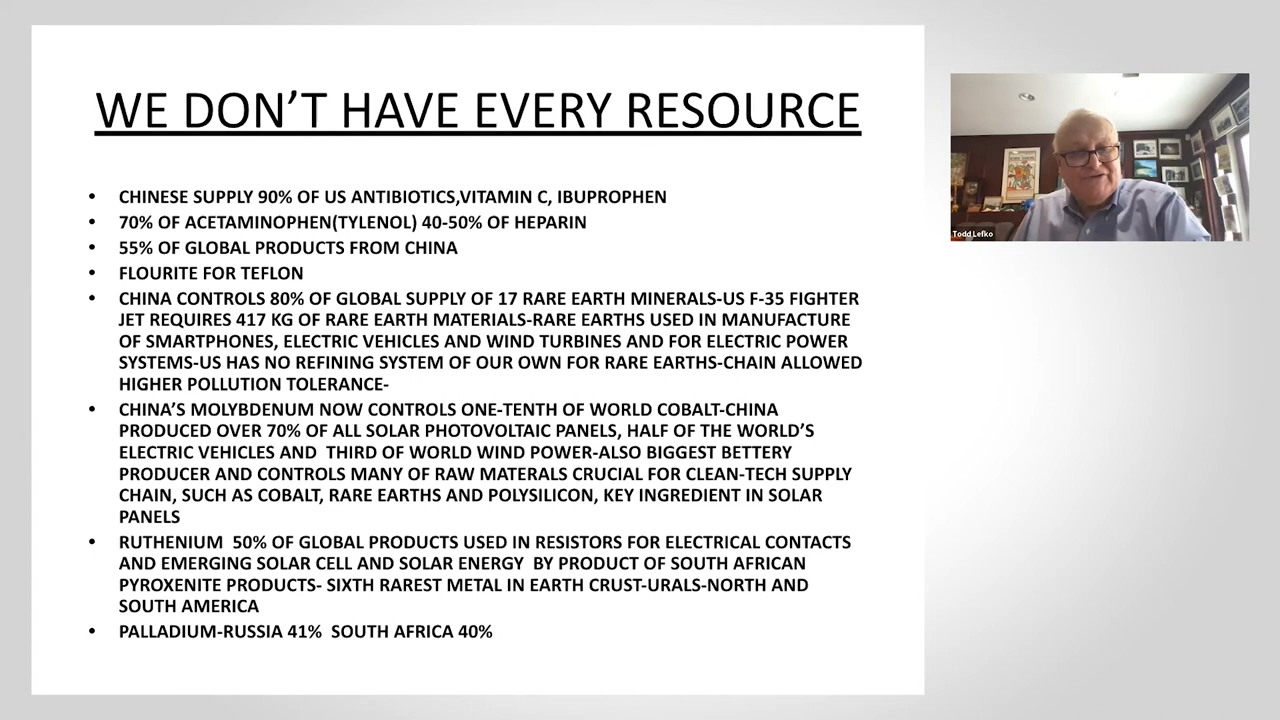 WE DON'T HAVE EVERY RESOURCE
• CHINESE SUPPLY 90% OF US ANTIBIOTICS,VITAMIN C, IBUPROPHEN
• 70% OF ACETAMINOPHEN(TYLENOL) 40-50% OF HEPARIN
• 55% OF GLOBAL PRODUCTS FROM CHINA
• FLOURITE FOR TEFLON
• CHINA CONTROLS 80% OF GLOBAL SUPPLY OF 17 RARE EARTH MINERALS-US F-35 FIGHTER
JET REQUIRES 417 KG OF RARE EARTH MATERIALS-RARE EARTHS USED IN MANUFACTURE
OF SMARTPHONES, ELECTRIC VEHICLES AND WIND TURBINES AND FOR ELECTRIC POWER
SYSTEMS-US HAS NO REFINING SYSTEM OF OUR OWN FOR RARE EARTHS-CHAIN ALLOWED
HIGHER POLLUTION TOLERANCE-
• CHINA'S MOLYBDENUM NOW CONTROLS ONE-TENTH OF WORLD COBALT-CHINA
PRODUCED OVER 70% OF ALL SOLAR PHOTOVOLTAIC PANELS, HALF OF THE WORLD'S
ELECTRIC VEHICLES AND  THIRD OF WORLD WIND POWER-ALSO BIGGEST BETTERY
PRODUCER AND CONTROLS MANY OF RAW MATERALS CRUCIAL FOR CLEAN-TECH SUPPLY
CHAIN, SUCH AS COBALT, RARE EARTHS AND POLYSILICON, KEY INGREDIENT IN SOLAR
PANELS
• RUTHENIUM  50% OF GLOBAL PRODUCTS USED IN RESISTORS FOR ELECTRICAL CONTACTS
AND EMERGING SOLAR CELL AND SOLAR ENERGY  BY PRODUCT OF SOUTH AFRICAN
PYROXENITE PRODUCTS- SIXTH RAREST METAL IN EARTH CRUST-URALS-NORTH AND
SOUTH AMERICA
• PALLADIUM-RUSSIA 41%  SOUTH AFRICA 40%
Todd Lefko